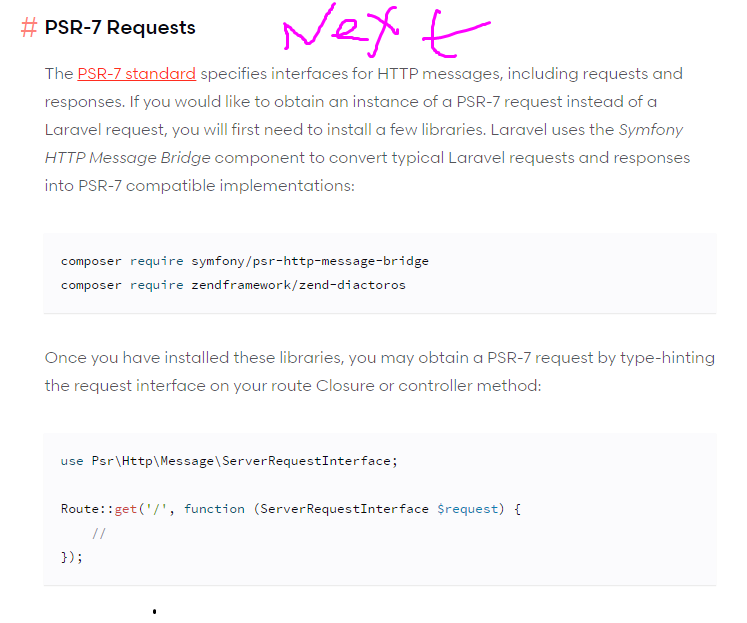 # PSR-7 Requests
Next
The PSR-7 standard specifies interfaces for HTTP messages, including requests and
responses. If you would like to obtain an instance of a PSR-7 request instead of a
Laravel request, you will first need to install a few libraries. Laravel uses the Symfony
HTTP Message Bridge component to convert typical Laravel requests and responses
into PSR-7 compatible implementations:
composer require symfony/psr-http-message-bridge
composer require zendframework/zend-diactoros
Once you have installed these libraries, you may obtain a PSR-7 request by type-hinting
the request interface on your route Closure or controller method:
use Psr\Http\Message\ServerRequestInterface;
Route::get('/', function (ServerRequestInterface $request) {
//
});